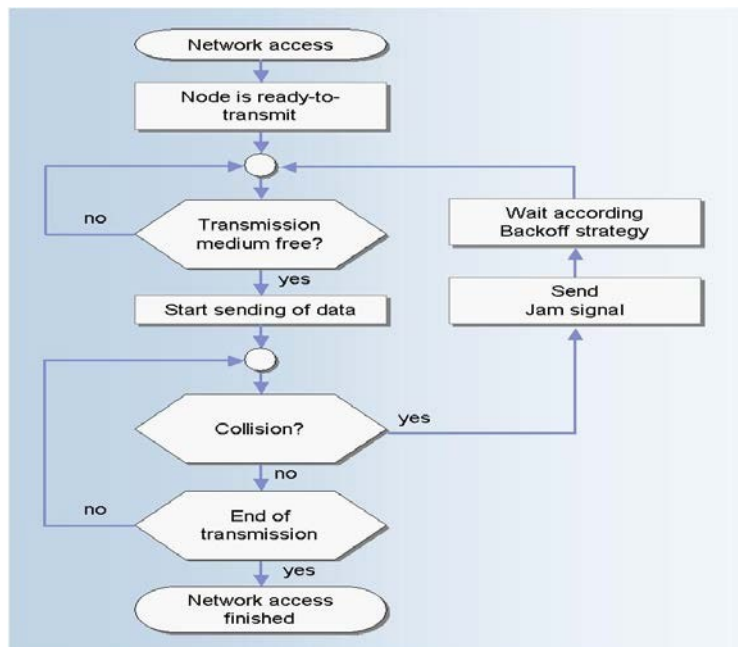 Network access
Node is ready-to-
transmit
no
Transmission
medium free?
Wait according
Backoff strategy
yes
Start sending of data
Send
Jam signal
Collision?
yes
no
no
End of
transmission
yes
Network access
finished